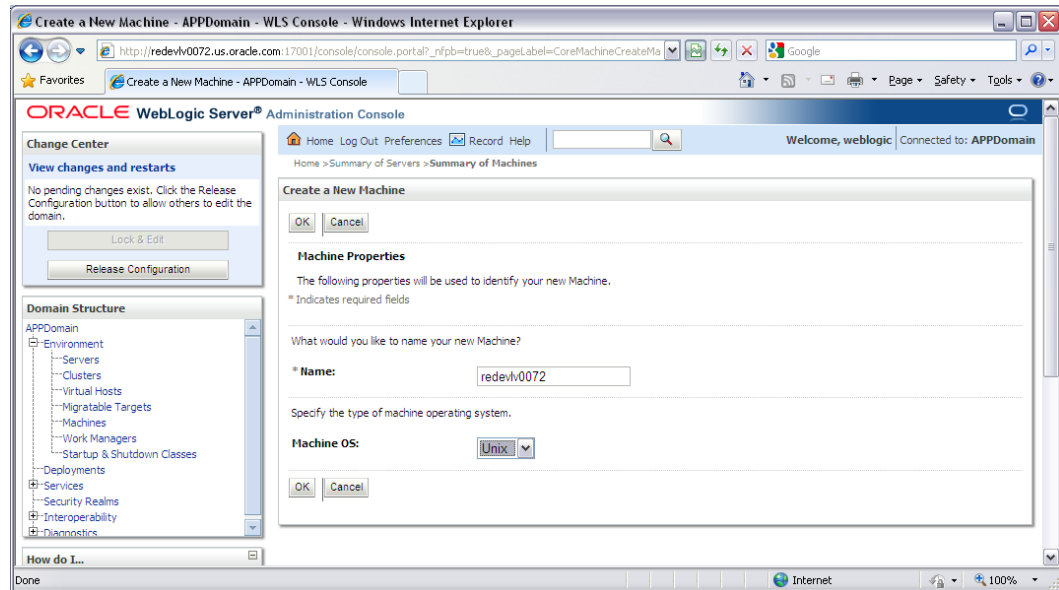 Create a New Machine - APPDomain - WLS Console - Windows Internet Explorer
http://redevlv0072.us.oracle.com:17001/console/console.portal?_nfpb=true&_pageLabel=CoreMachineCreateMa
Google
Favorites
Create a New Machine - APPDomain - WLS Console
Page
Safety
Tools
ORACLE WebLogic Server® Administration Console
Change Center
View changes and restarts
No pending changes exist. Click the Release
Configuration button to allow others to edit the
domain.
Lock & Edit
Release Configuration
Domain Structure
APPDomain
Environment
Servers
Clusters
Virtual Hosts
Migratable Targets
Machines
Work Managers
Startup & Shutdown Classes
Deployments
Services
Security Realms
Interoperability
Diagnostics
How do I...
Home Log Out Preferences Record Help
Welcome, weblogic
Connected to: APPDomain
Home >Summary of Servers >Summary of Machines
Create a New Machine
OK
Cancel
Machine Properties
The following properties will be used to identify your new Machine.
* Indicates required fields
What would you like to name your new Machine?
* Name:
redevlv0072
Specify the type of machine operating system.
Machine OS:
Unix
OK
Cancel
Done
Internet
100%